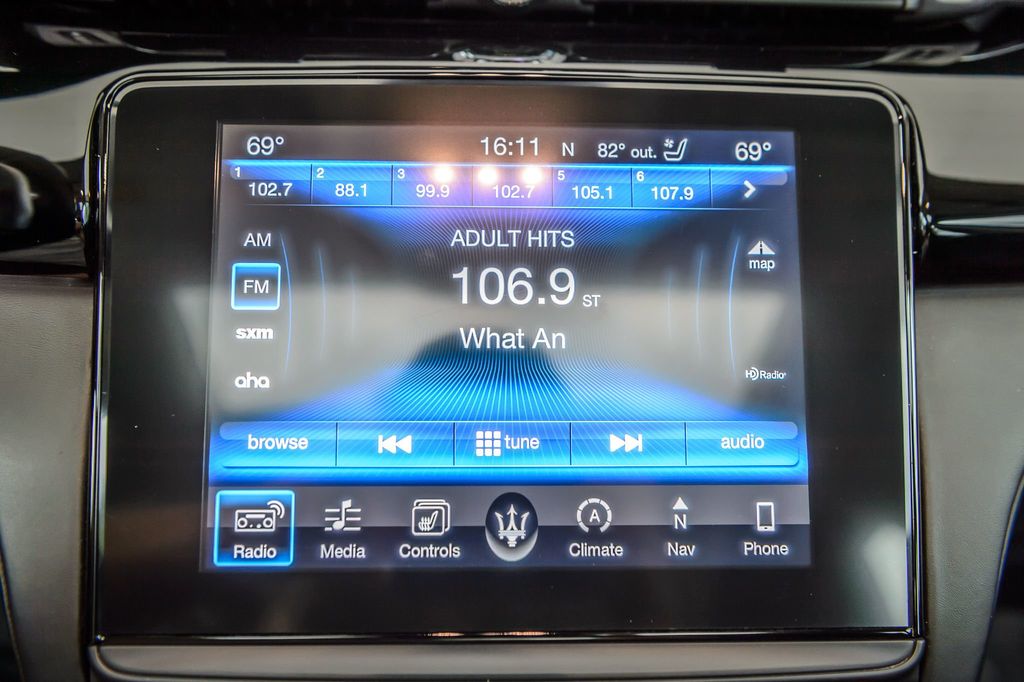 69° 16:11 N 82° out. 69°
1 2 3 5 6
102.7 88.1 99.9 102.7 105.1 107.9
AM
FM
sxm
aha
ADULT HITS
106.9 ST
What An
map
HD Radio
browse tune audio
A N
Radio Media Controls Climate Nav Phone